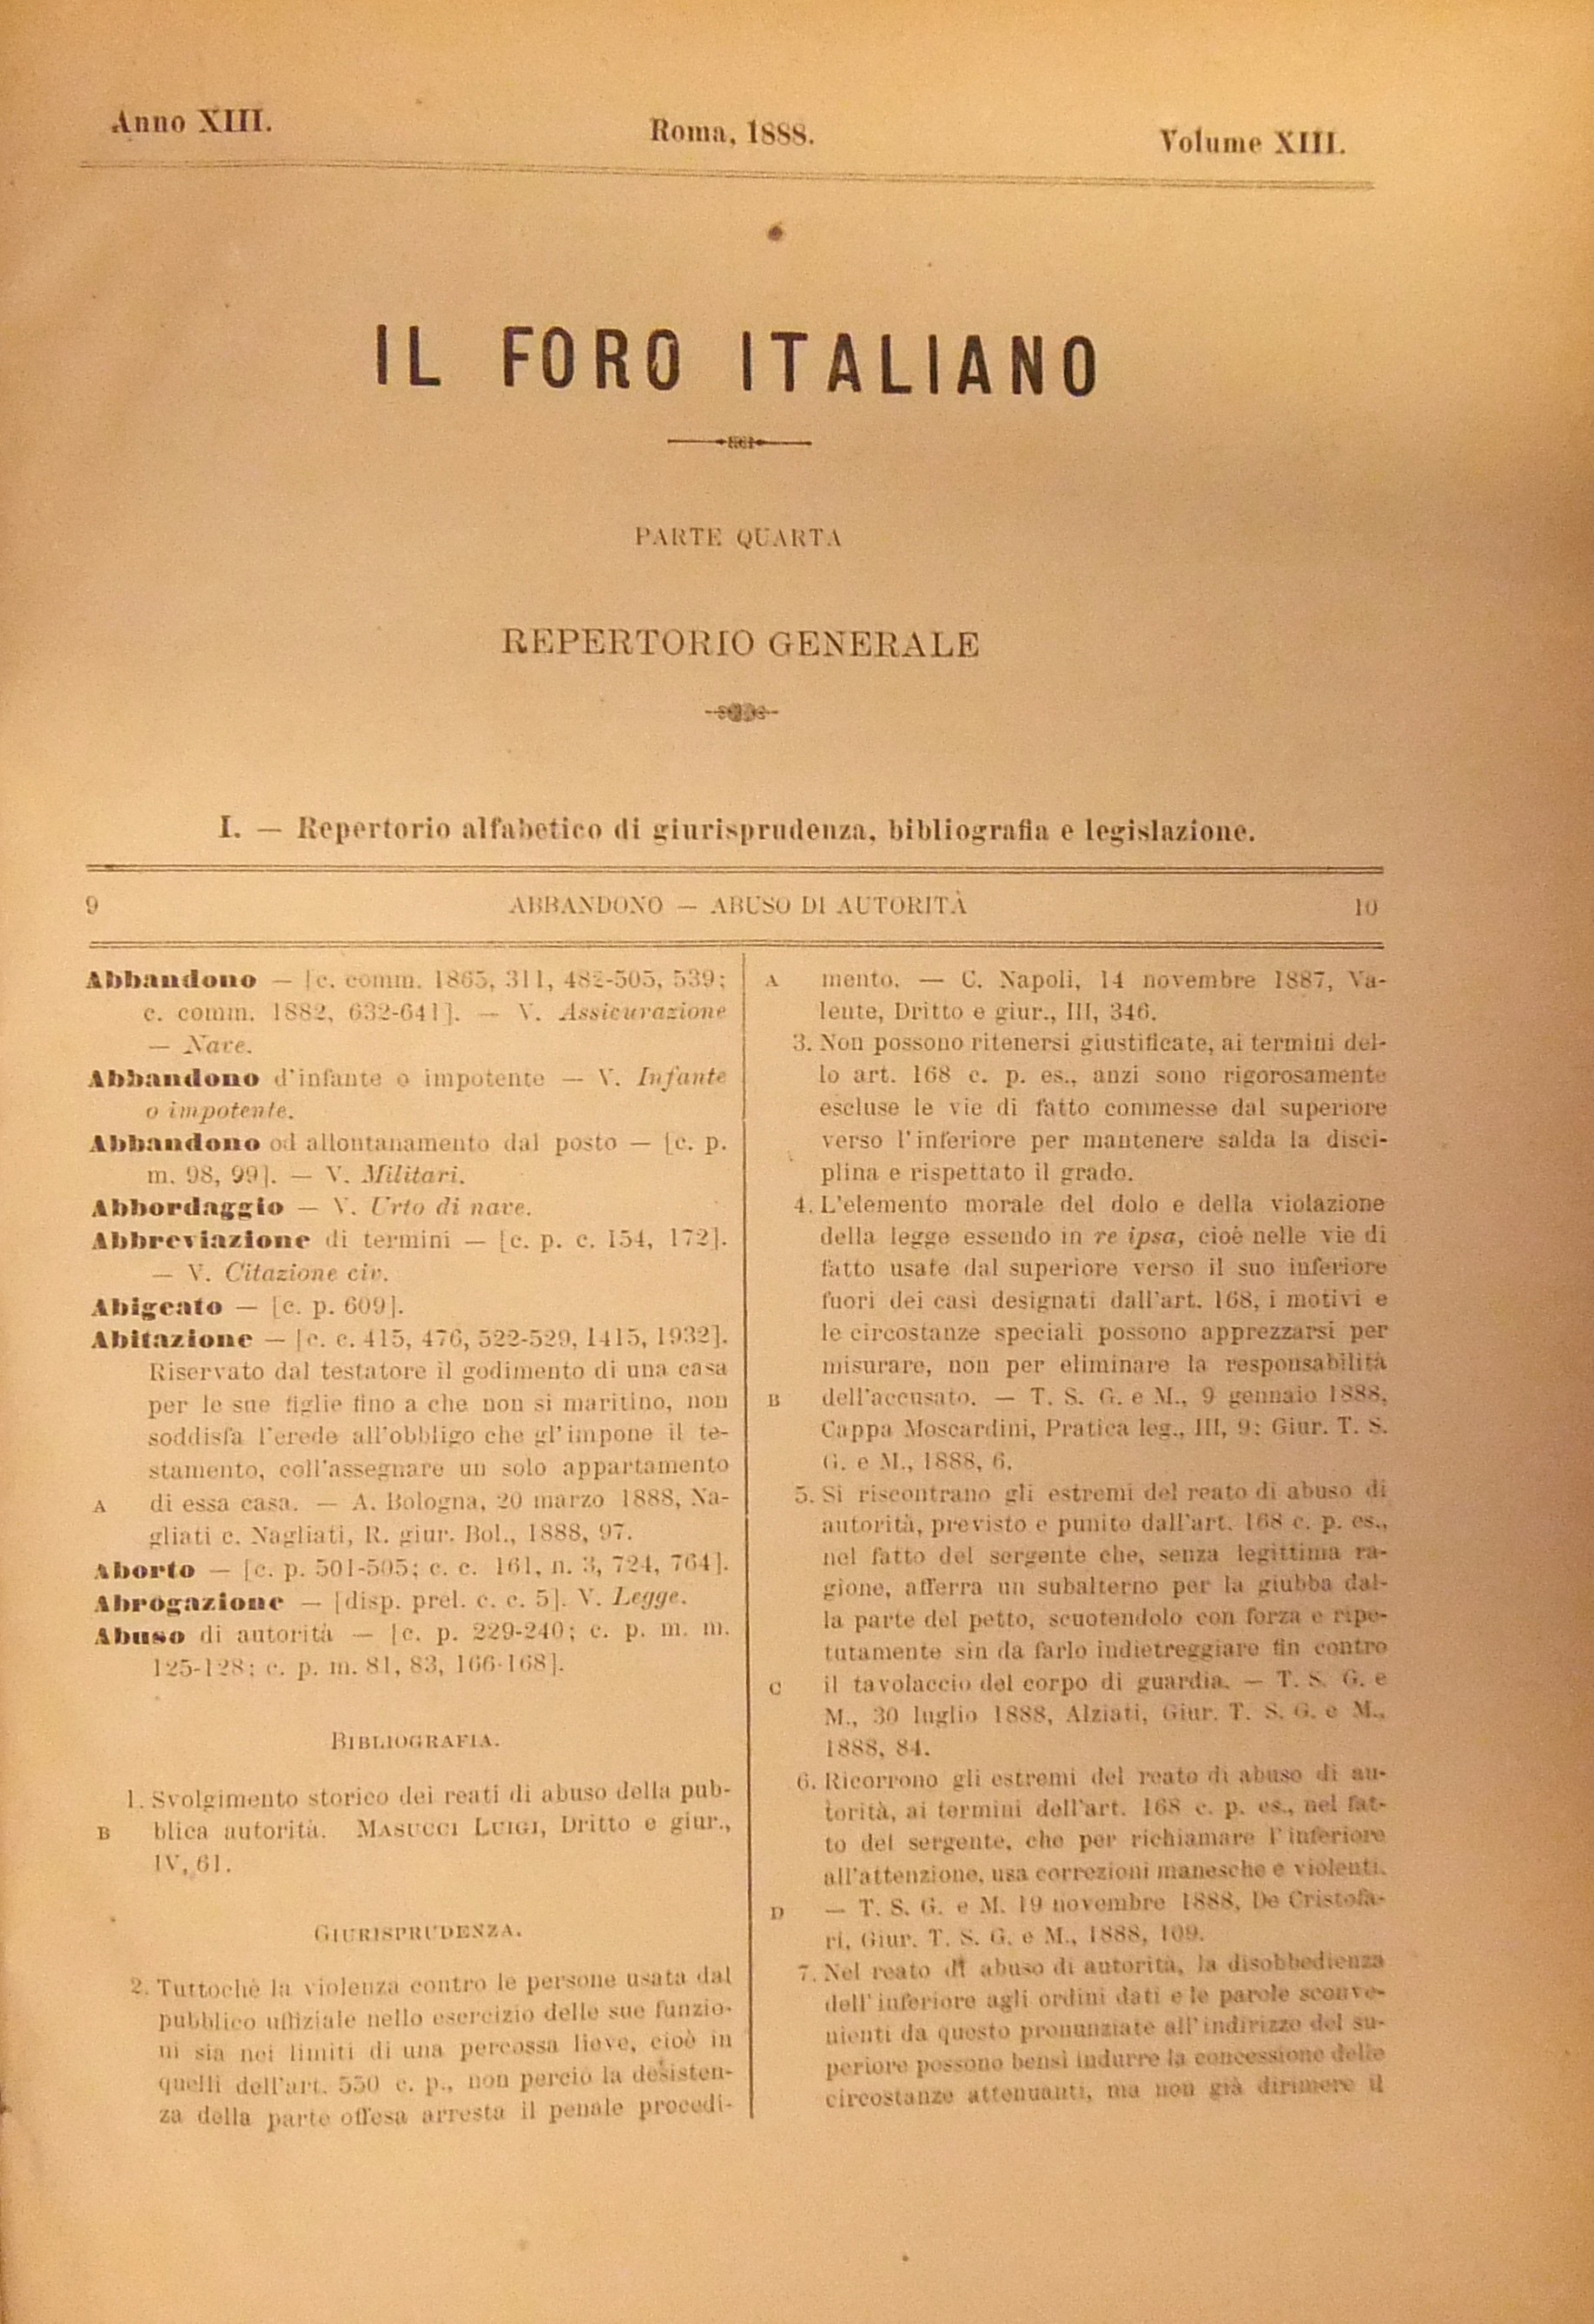 Anno XIII.
Roma, 1888.
Volume XIII.
IL FORO ITALIANO
PARTE QUARTA
REPERTORIO GENERALE
I. — Repertorio alfabetico di giurisprudenza, bibliografia e legislazione.
9
ABBANDONO — ABUSO DI AUTORITÀ
10
Abbandono — [c. comm. 1865, 311, 482-505, 539;
c. comm. 1882, 632-641]. — V. Assicurazione
— Nave.
Abbandono d'infante o impotente — V. Infante
o impotente.
Abbandono od allontanamento dal posto — [c. p.
m. 98, 99]. — V. Militari.
Abbordaggio — V. Urto di nave.
Abbreviazione di termini — [c. p. c. 154, 172].
— V. Citazione civ.
Abigeato — [c. p. 609].
Abitazione — [c. c. 415, 476, 522-529, 1415, 1932].
Riservato dal testatore il godimento di una casa
per le sue figlie fino a che non si maritino, non
soddisfa l'erede all'obbligo che gl'impone il te-
stamento, coll'assegnare un solo appartamento
A di essa casa. — A. Bologna, 20 marzo 1888, Na-
gliati c. Nagliati, R. giur. Bol., 1888, 97.
Aborto — [c. p. 501-505; c. c. 161, n. 3, 724, 764].
Abrogazione — [disp. prel. c. c. 5]. V. Legge.
Abuso di autorità — [c. p. 229-240; c. p. m. m.
125-128; c. p. m. 81, 83, 166-168].
BIBLIOGRAFIA.
1. Svolgimento storico dei reati di abuso della pub-
B blica autorità. MASUCCI LUIGI, Dritto e giur.,
IV, 61.
GIURISPRUDENZA.
2. Tuttochè la violenza contro le persone usata dal
pubblico uffiziale nello esercizio delle sue funzio-
ni sia nei limiti di una percossa lieve, cioè in
quelli dell'art. 550 c. p., non perciò la desisten-
za della parte offesa arresta il penale procedi-
A mento. — C. Napoli, 14 novembre 1887, Va-
lente, Dritto e giur., III, 346.
3. Non possono ritenersi giustificate, ai termini del-
lo art. 168 c. p. es., anzi sono rigorosamente
escluse le vie di fatto commesse dal superiore
verso l'inferiore per mantenere salda la disci-
plina e rispettato il grado.
4. L'elemento morale del dolo e della violazione
della legge essendo in re ipsa, cioè nelle vie di
fatto usate dal superiore verso il suo inferiore
fuori dei casi designati dall'art. 168, i motivi e
le circostanze speciali possono apprezzarsi per
misurare, non per eliminare la responsabilità
B dell'accusato. — T. S. G. e M., 9 gennaio 1888,
Cappa Moscardini, Pratica leg., III, 9; Giur. T. S.
G. e M., 1888, 6.
5. Si riscontrano gli estremi del reato di abuso di
autorità, previsto e punito dall'art. 168 c. p. es.,
nel fatto del sergente che, senza legittima ra-
gione, afferra un subalterno per la giubba dal-
la parte del petto, scuotendolo con forza e ripe-
tutamente sin da farlo indietreggiare fin contro
C il tavolaccio del corpo di guardia. — T. S. G. e
M., 30 luglio 1888, Alziati, Giur. T. S. G. e M.,
1888, 84.
6. Ricorrono gli estremi del reato di abuso di au-
torità, ai termini dell'art. 168 c. p. es., nel fat-
to del sergente, che per richiamare l'inferiore
all'attenzione, usa correzioni manesche e violenti.
D — T. S. G. e M. 19 novembre 1888, De Cristofa-
ri, Giur. T. S. G. e M., 1888, 109.
7. Nel reato di abuso di autorità, la disobbedienza
dell'inferiore agli ordini dati e le parole sconve-
nienti da questo pronunziate all'indirizzo del su-
periore possono bensì indurre la concessione delle
circostanze attenuanti, ma non già dirimere il